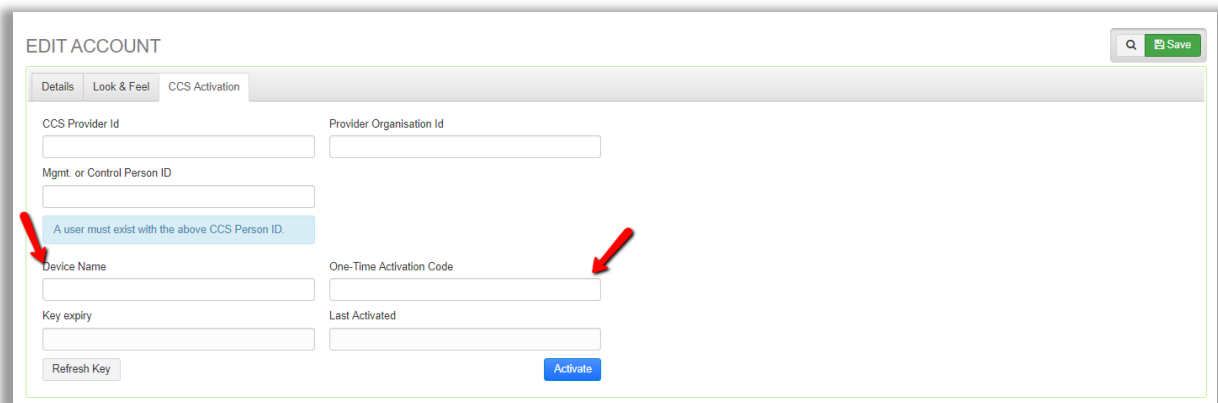 EDIT ACCOUNT
Save
Details Look & Feel CCS Activation
CCS Provider Id Provider Organisation Id
Mgmt. or Control Person ID
A user must exist with the above CCS Person ID.
Device Name One-Time Activation Code
Key expiry Last Activated
Refresh Key Activate